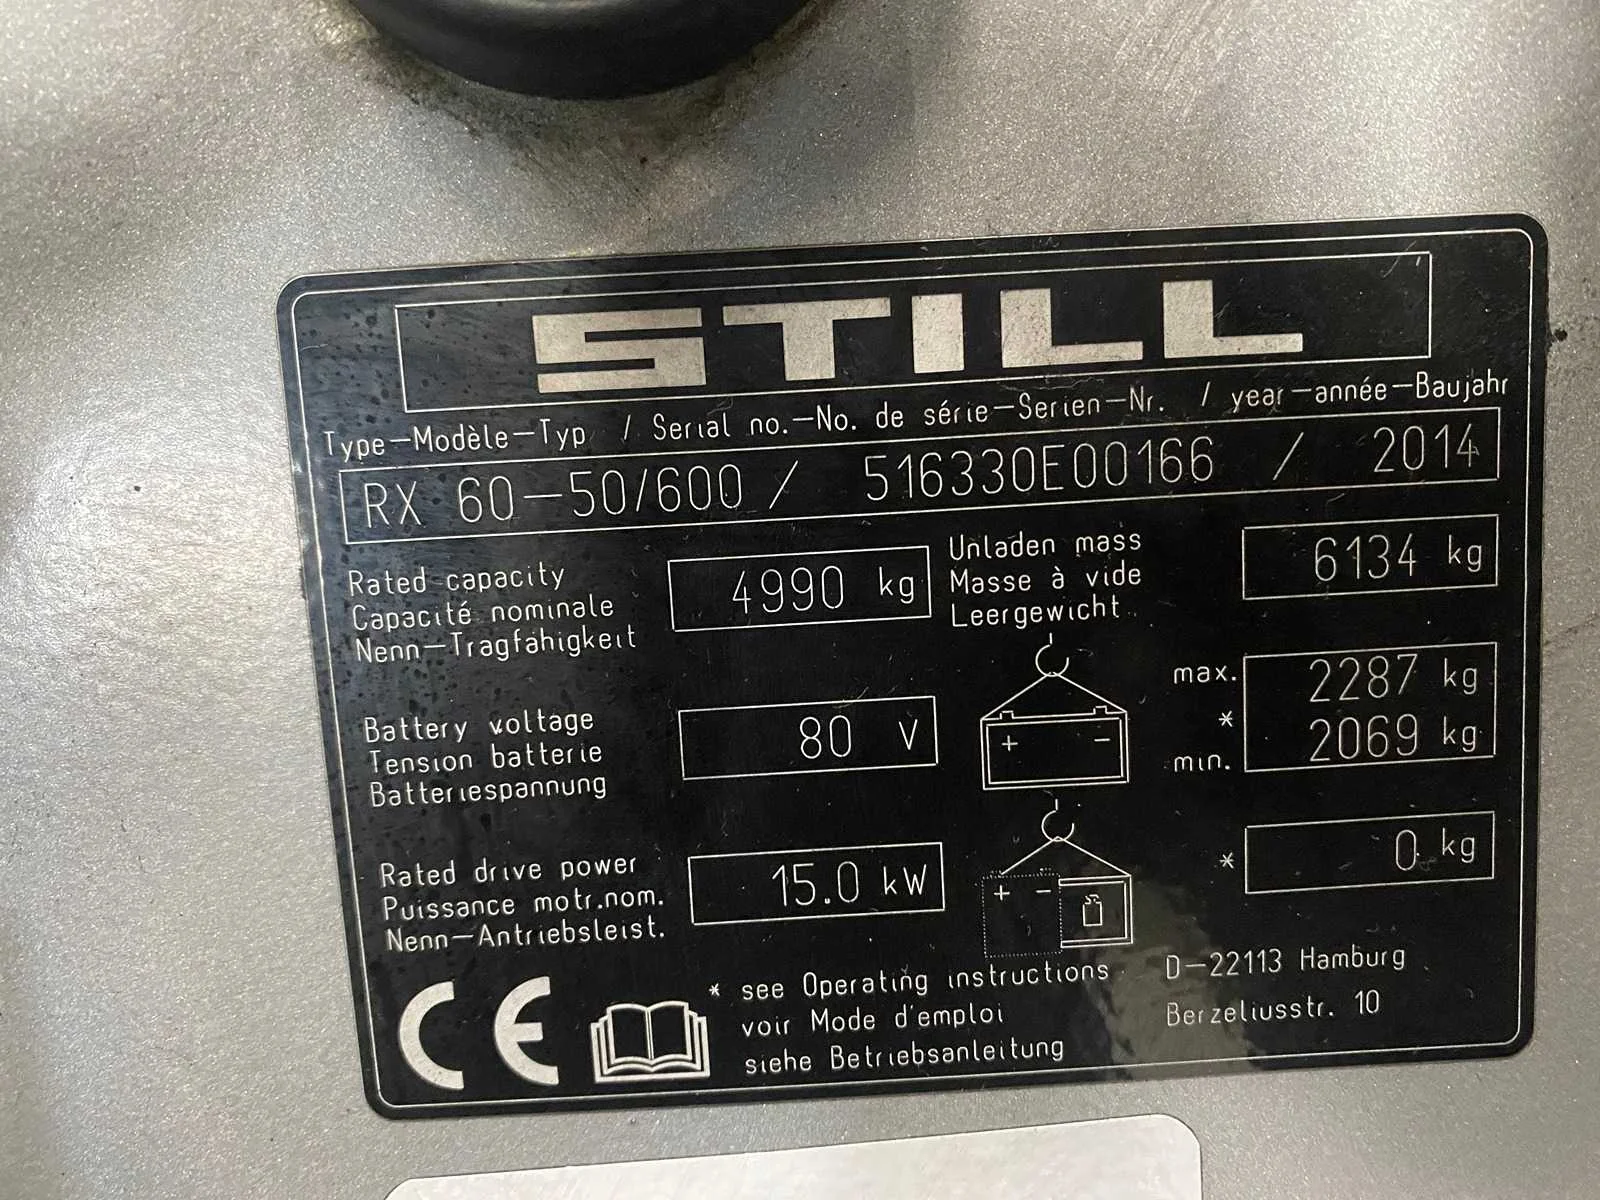 STILL
Type-Modèle-Typ / Serial no.-No. de série-Serien-Nr. / year-année-Baujahr
RX 60-50/600 / 516330E00166 / 2014
Rated capacity
Capacité nominale
Nenn-Tragfähigkeit
4990 kg
Unladen mass
Masse à vide
Leergewicht
6134 kg
Battery voltage
Tension batterie
Batteriespannung
80 V
+ -
max. 2287 kg
*
min. 2069 kg
Rated drive power
Puissance motr.nom.
Nenn-Antriebsleist.
15.0 kW
+ -
* 0 kg
CE
* see Operating instructions
voir Mode d'emploi
siehe Betriebsanleitung
D-22113 Hamburg
Berzeliusstr. 10